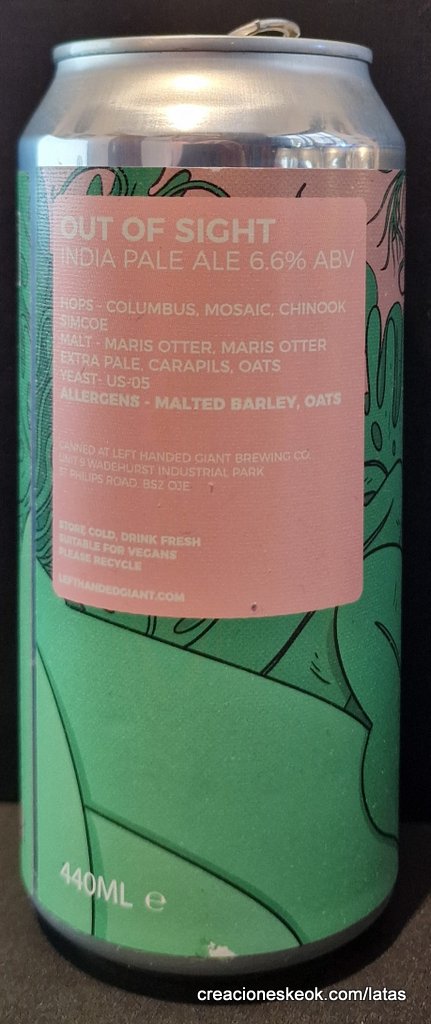 OUT OF SIGHT
INDIA PALE ALE 6.6% ABV
HOPS - COLUMBUS, MOSAIC, CHINOOK
SIMCOE
MALT - MARIS OTTER, MARIS OTTER
EXTRA PALE, CARAPILS, OATS
YEAST- US-05
ALLERGENS - MALTED BARLEY, OATS
CANNED AT LEFT HANDED GIANT BREWING CO.
UNIT 9 WADEHURST INDUSTRIAL PARK
ST PHILIPS ROAD. BS2 0JE
STORE COLD, DRINK FRESH
SUITABLE FOR VEGANS
PLEASE RECYCLE
LEFTHANDEDGIANT.COM
440ML e
creacioneskeok.com/latas